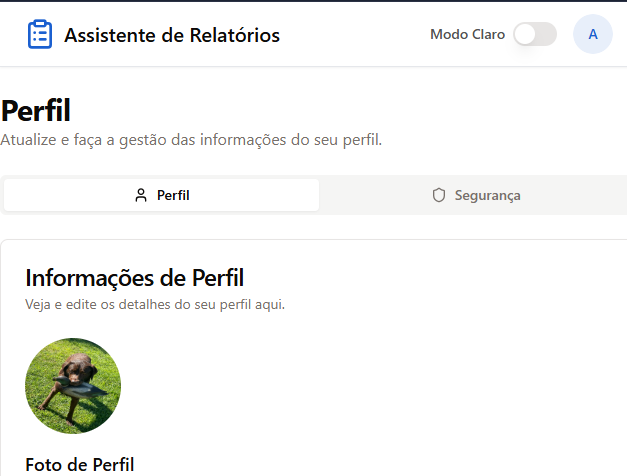 Assistente de Relatórios
Modo Claro
A
Perfil
Atualize e faça a gestão das informações do seu perfil.
Perfil
Segurança
Informações de Perfil
Veja e edite os detalhes do seu perfil aqui.
Foto de Perfil